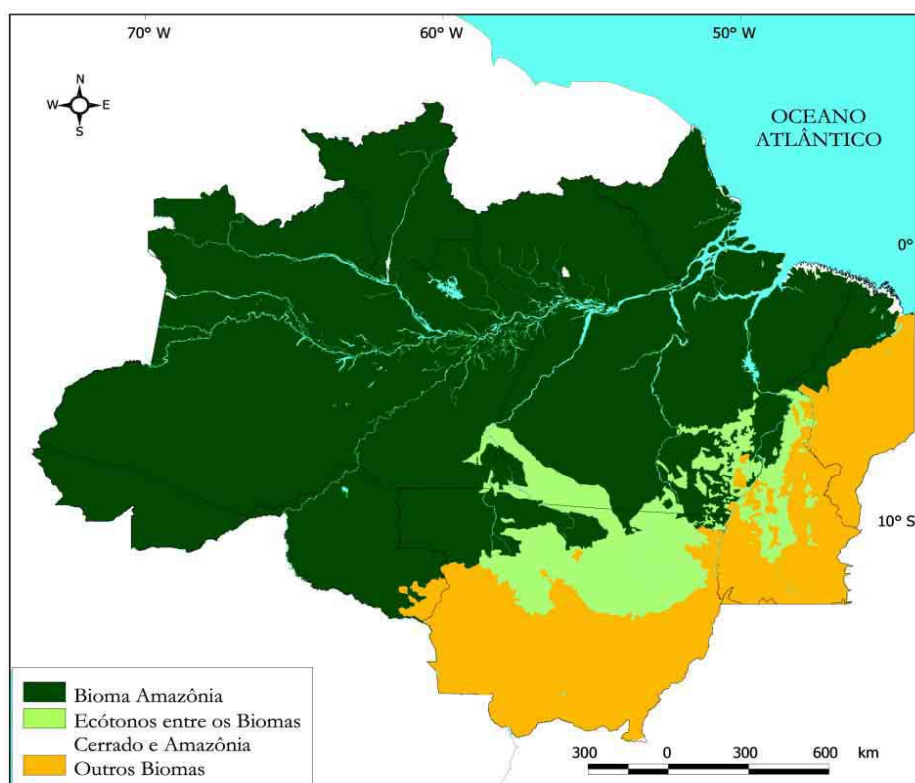 70° W 60° W 50° W
N
W E
S
OCEANO
ATLÂNTICO
0°
10° S
Bioma Amazônia
Ecótonos entre os Biomas
Cerrado e Amazônia
Outros Biomas
300 0 300 600 km